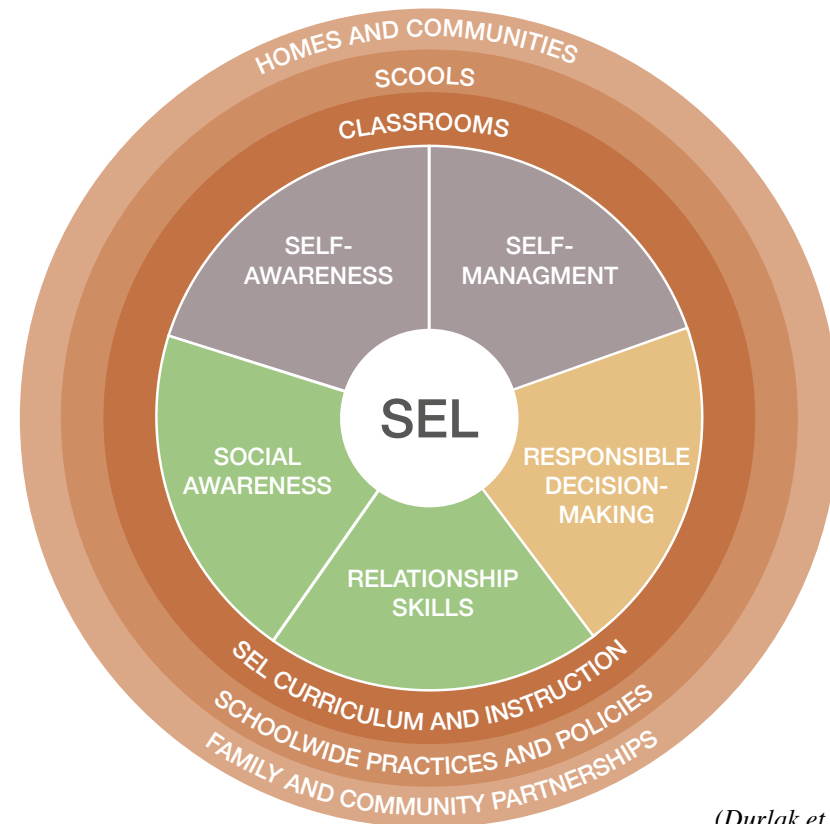 HOMES AND COMMUNITIES
SCOOLS
CLASSROOMS
SELF-
AWARENESS
SELF-
MANAGMENT
SEL
SOCIAL
AWARENESS
RESPONSIBLE
DECISION-
MAKING
RELATIONSHIP
SKILLS
SEL CURRICULUM AND INSTRUCTION
SCHOOLWIDE PRACTICES AND POLICIES
FAMILY AND COMMUNITY PARTNERSHIPS
(Durlak et